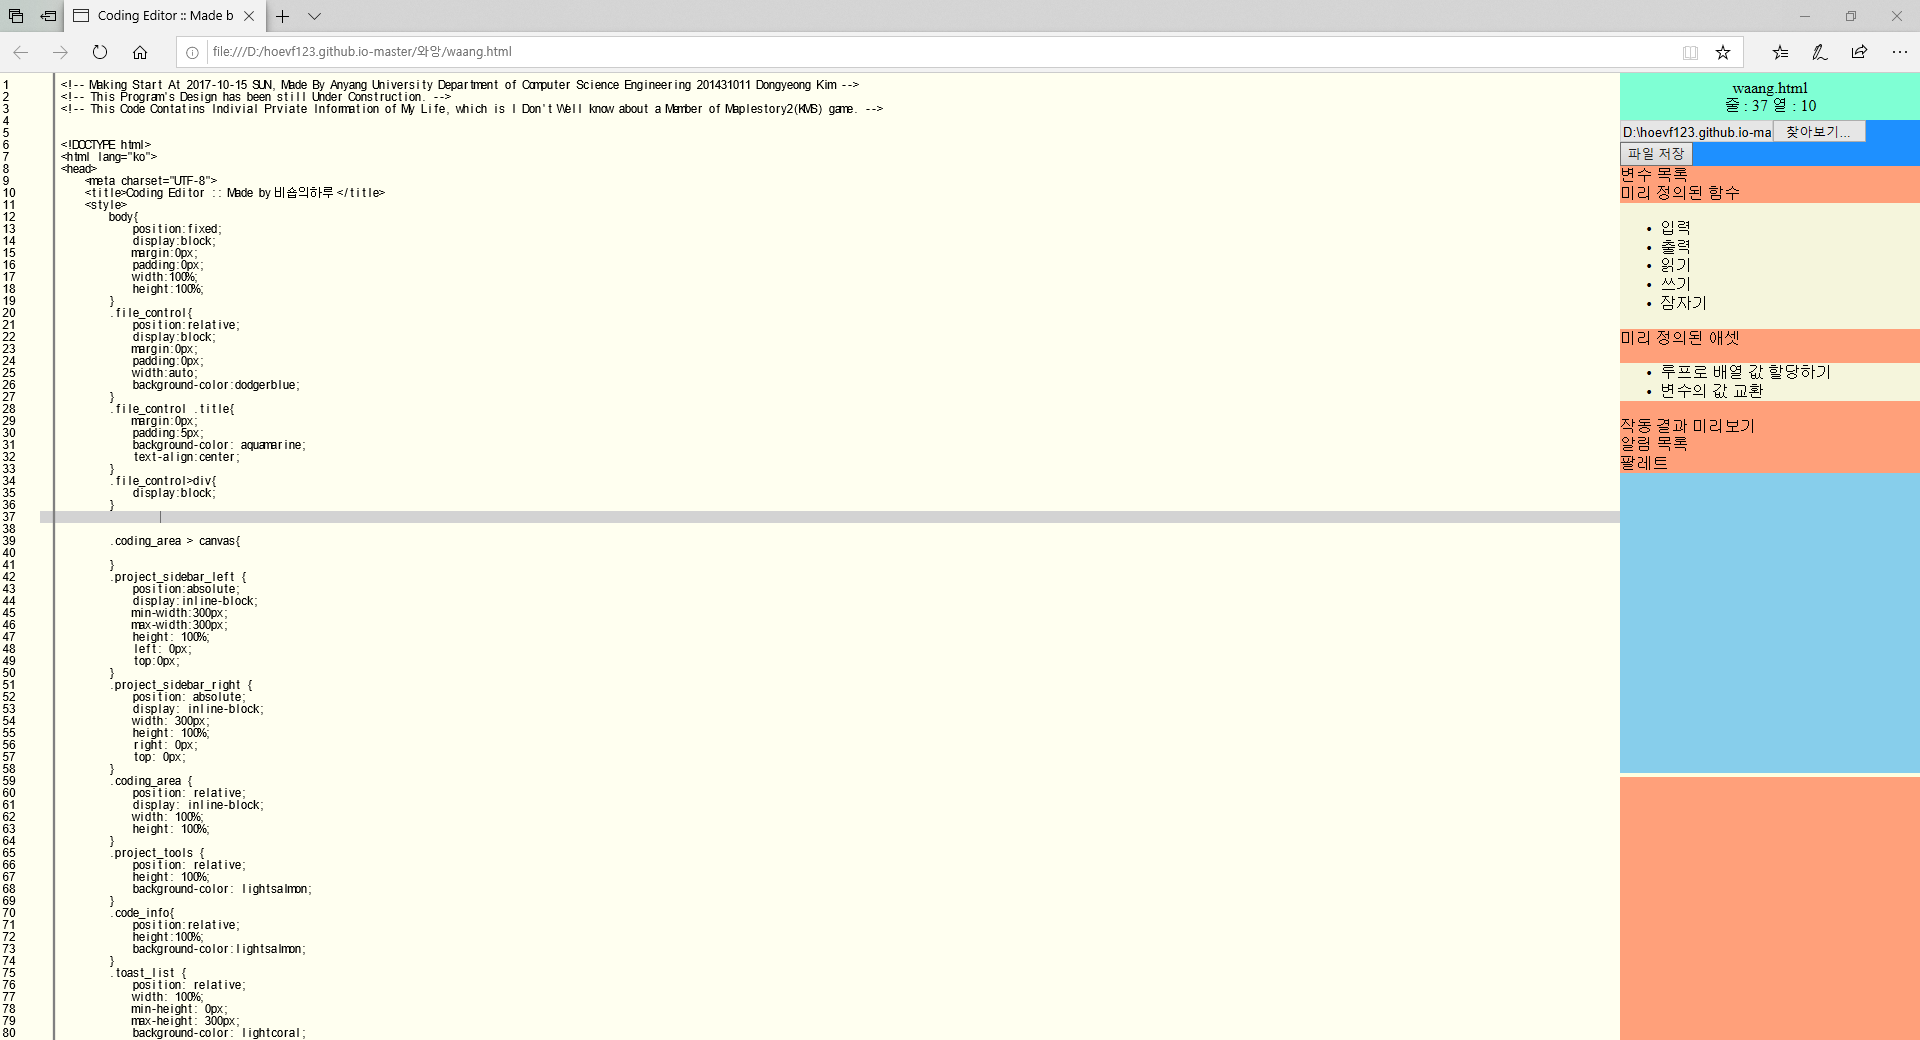 Coding Editor :: Made b
file:///D:/hoevf123.github.io-master/와앙/waang.html
1 <!-- Making Start At 2017-10-15 SUN, Made By Anyang University Department of Computer Science Engineering 201431011 Dongyeong Kim -->
2 <!-- This Program's Design has been still Under Construction. -->
3 <!-- This Code Contatins Indivial Prviate Information of My Life, which is I Don't Well know about a Member of Maplestory2(KMS) game. -->
4
5
6 <!DOCTYPE html>
7 <html lang="ko">
8 <head>
9 <meta charset="UTF-8">
10 <title>Coding Editor :: Made by 비숍의하루 </title>
11 <style>
12 body{
13 position:fixed;
14 display:block;
15 margin:0px;
16 padding:0px;
17 width:100%;
18 height:100%;
19 }
20 .file_control{
21 position:relative;
22 display:block;
23 margin:0px;
24 padding:0px;
25 width:auto;
26 background-color:dodgerblue;
27 }
28 .file_control .title{
29 margin:0px;
30 padding:5px;
31 background-color: aquamarine;
32 text-align:center;
33 }
34 .file_control>div{
35 display:block;
36 }
37
38
39 .coding_area > canvas{
40
41 }
42 .project_sidebar_left {
43 position:absolute;
44 display:inline-block;
45 min-width:300px;
46 max-width:300px;
47 height: 100%;
48 left: 0px;
49 top:0px;
50 }
51 .project_sidebar_right {
52 position: absolute;
53 display: inline-block;
54 width: 300px;
55 height: 100%;
56 right: 0px;
57 top: 0px;
58 }
59 .coding_area {
60 position: relative;
61 display: inline-block;
62 width: 100%;
63 height: 100%;
64 }
65 .project_tools {
66 position: relative;
67 height: 100%;
68 background-color: lightsalmon;
69 }
70 .code_info{
71 position:relative;
72 height:100%;
73 background-color:lightsalmon;
74 }
75 .toast_list {
76 position: relative;
77 width: 100%;
78 min-height: 0px;
79 max-height: 300px;
80 background-color: lightcoral;
waang.html
줄 : 37 열 : 10
D:\hoevf123.github.io-ma 찾아보기...
파일 저장
변수 목록
미리 정의된 함수
• 입력
• 출력
• 읽기
• 쓰기
• 잠자기
미리 정의된 애셋
• 루프로 배열 값 할당하기
• 변수의 값 교환
작동 결과 미리보기
알림 목록
팔레트